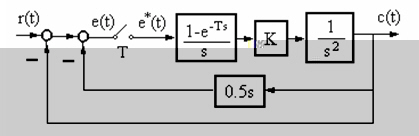 r(t) e(t) e*(t) 1-e^-Ts K 1 c(t)
T s s²
0.5s